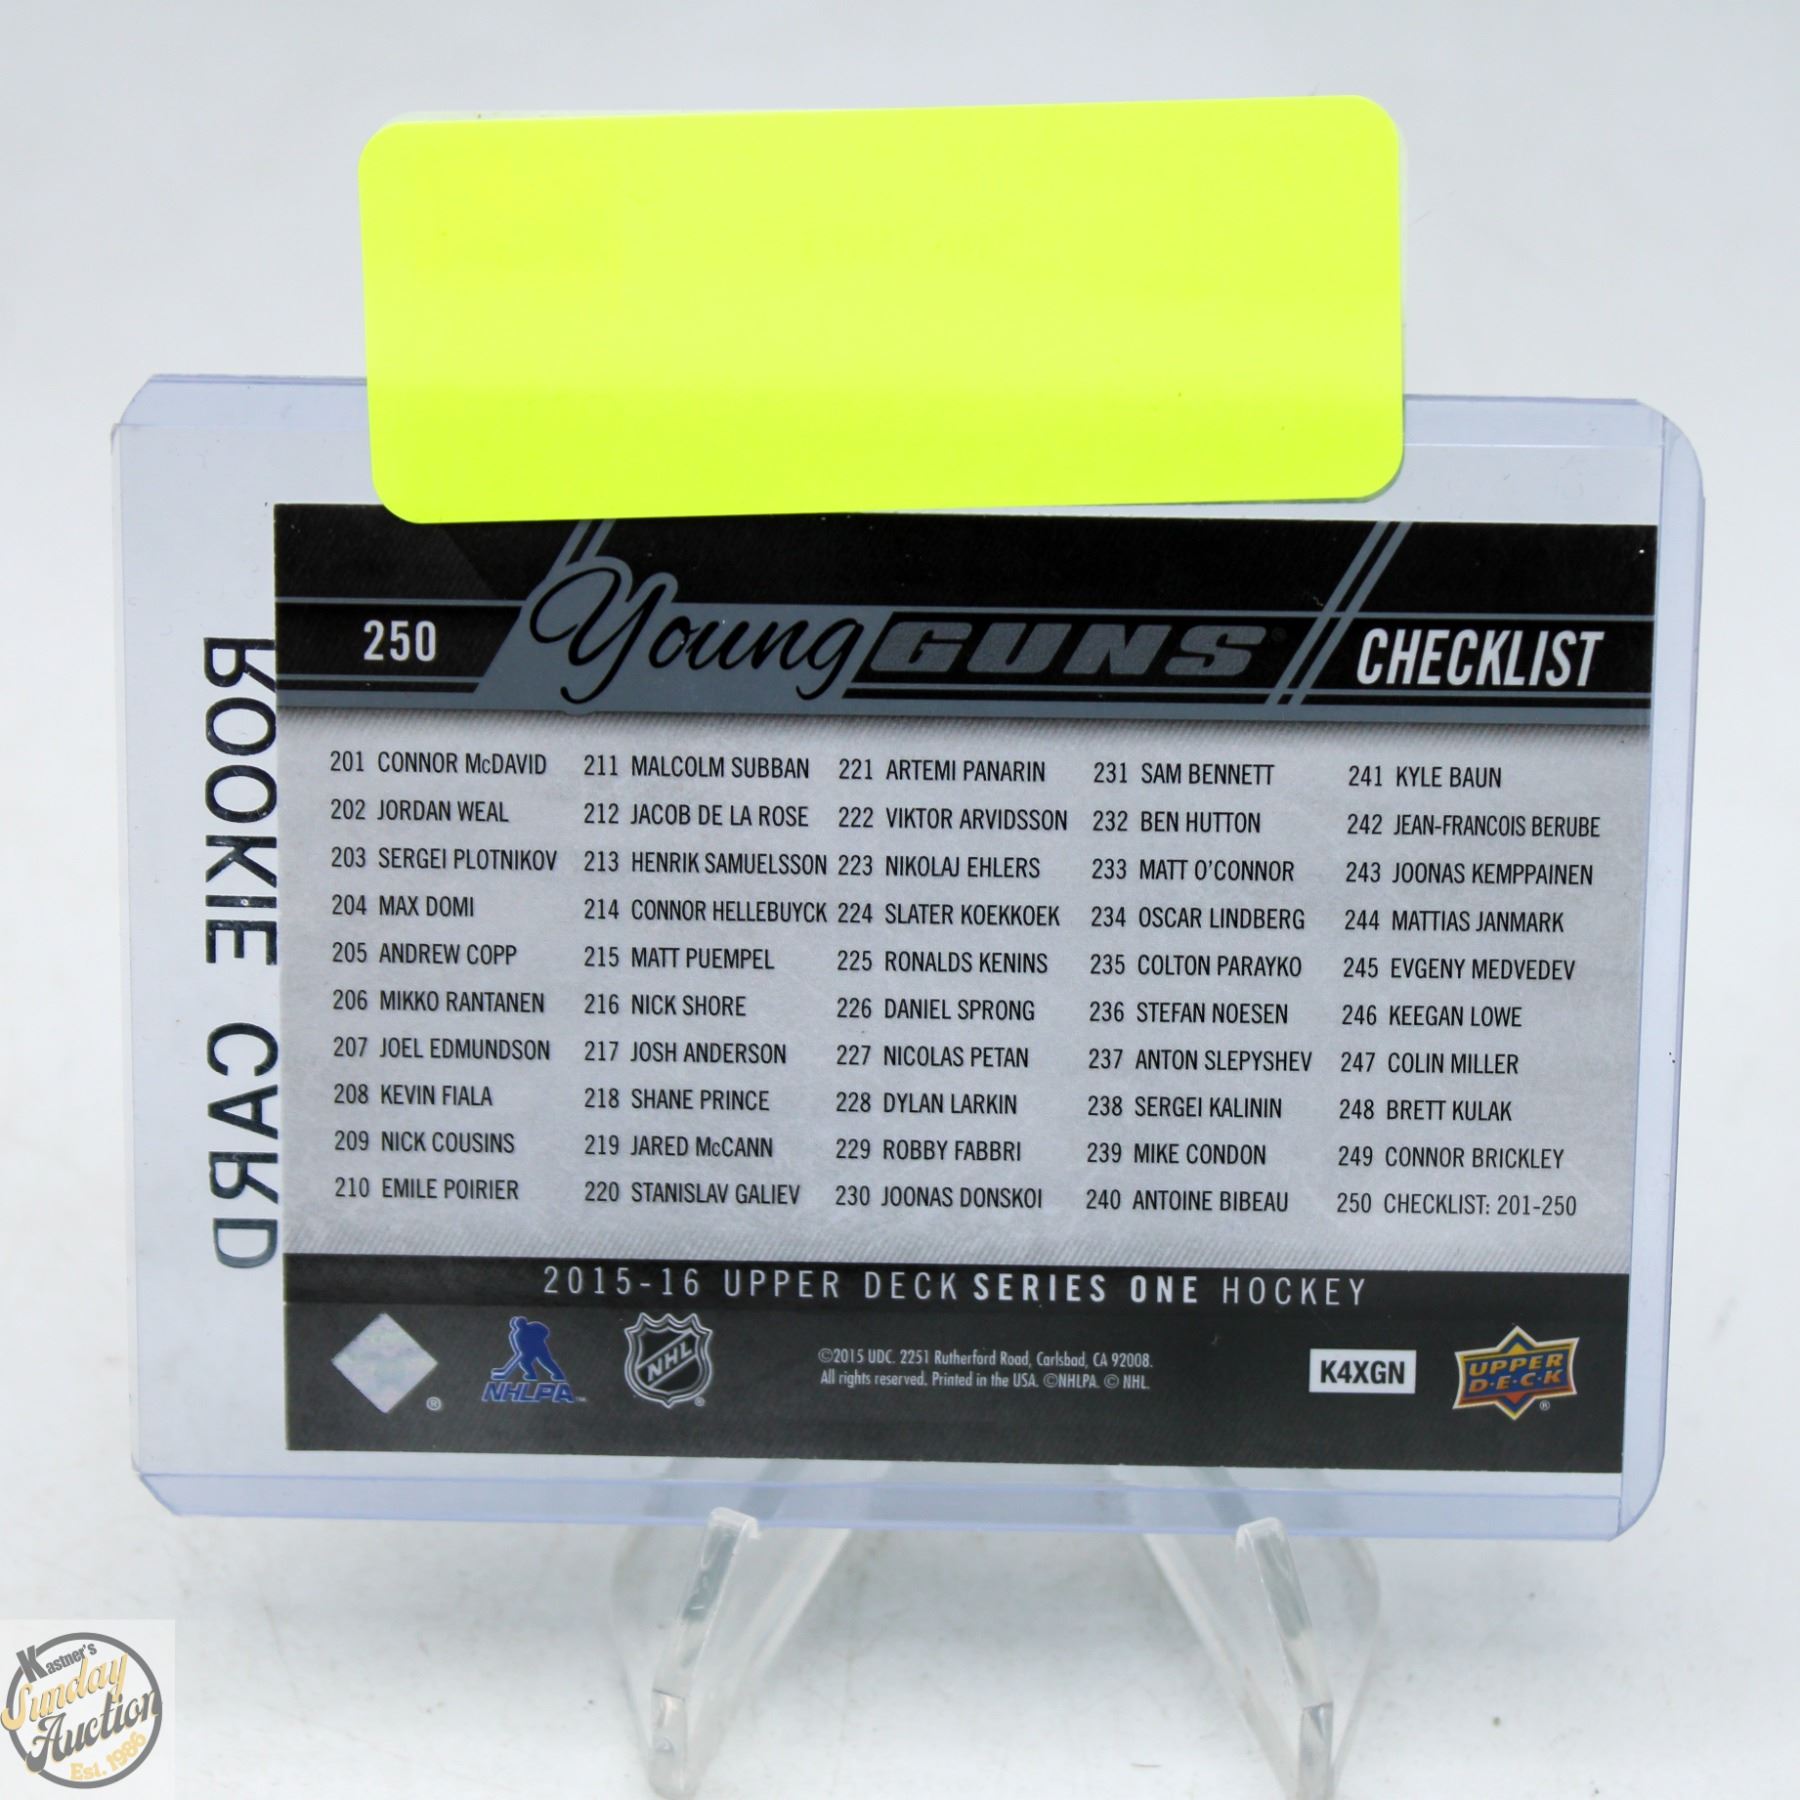 250 Young GUNS CHECKLIST
201 CONNOR McDAVID
202 JORDAN WEAL
203 SERGEI PLOTNIKOV
204 MAX DOMI
205 ANDREW COPP
206 MIKKO RANTANEN
207 JOEL EDMUNDSON
208 KEVIN FIALA
209 NICK COUSINS
210 EMILE POIRIER
211 MALCOLM SUBBAN
212 JACOB DE LA ROSE
213 HENRIK SAMUELSSON
214 CONNOR HELLEBUYCK
215 MATT PUEMPEL
216 NICK SHORE
217 JOSH ANDERSON
218 SHANE PRINCE
219 JARED McCANN
220 STANISLAV GALIEV
221 ARTEMI PANARIN
222 VIKTOR ARVIDSSON
223 NIKOLAJ EHLERS
224 SLATER KOEKKOEK
225 RONALDS KENINS
226 DANIEL SPRONG
227 NICOLAS PETAN
228 DYLAN LARKIN
229 ROBBY FABBRI
230 JOONAS DONSKOI
231 SAM BENNETT
232 BEN HUTTON
233 MATT O'CONNOR
234 OSCAR LINDBERG
235 COLTON PARAYKO
236 STEFAN NOESEN
237 ANTON SLEPYSHEV
238 SERGEI KALININ
239 MIKE CONDON
240 ANTOINE BIBEAU
241 KYLE BAUN
242 JEAN-FRANCOIS BERUBE
243 JOONAS KEMPPAINEN
244 MATTIAS JANMARK
245 EVGENY MEDVEDEV
246 KEEGAN LOWE
247 COLIN MILLER
248 BRETT KULAK
249 CONNOR BRICKLEY
250 CHECKLIST: 201-250
2015-16 UPPER DECK SERIES ONE HOCKEY
NHLPA
NHL
©2015 UDC. 2251 Rutherford Road, Carlsbad, CA 92008.
All rights reserved. Printed in the USA. ©NHLPA. © NHL.
K4XGN
UPPER
D·E·C·K
ROOKIE CARD
Kastner's
Sunday
Auction
Est. 1986